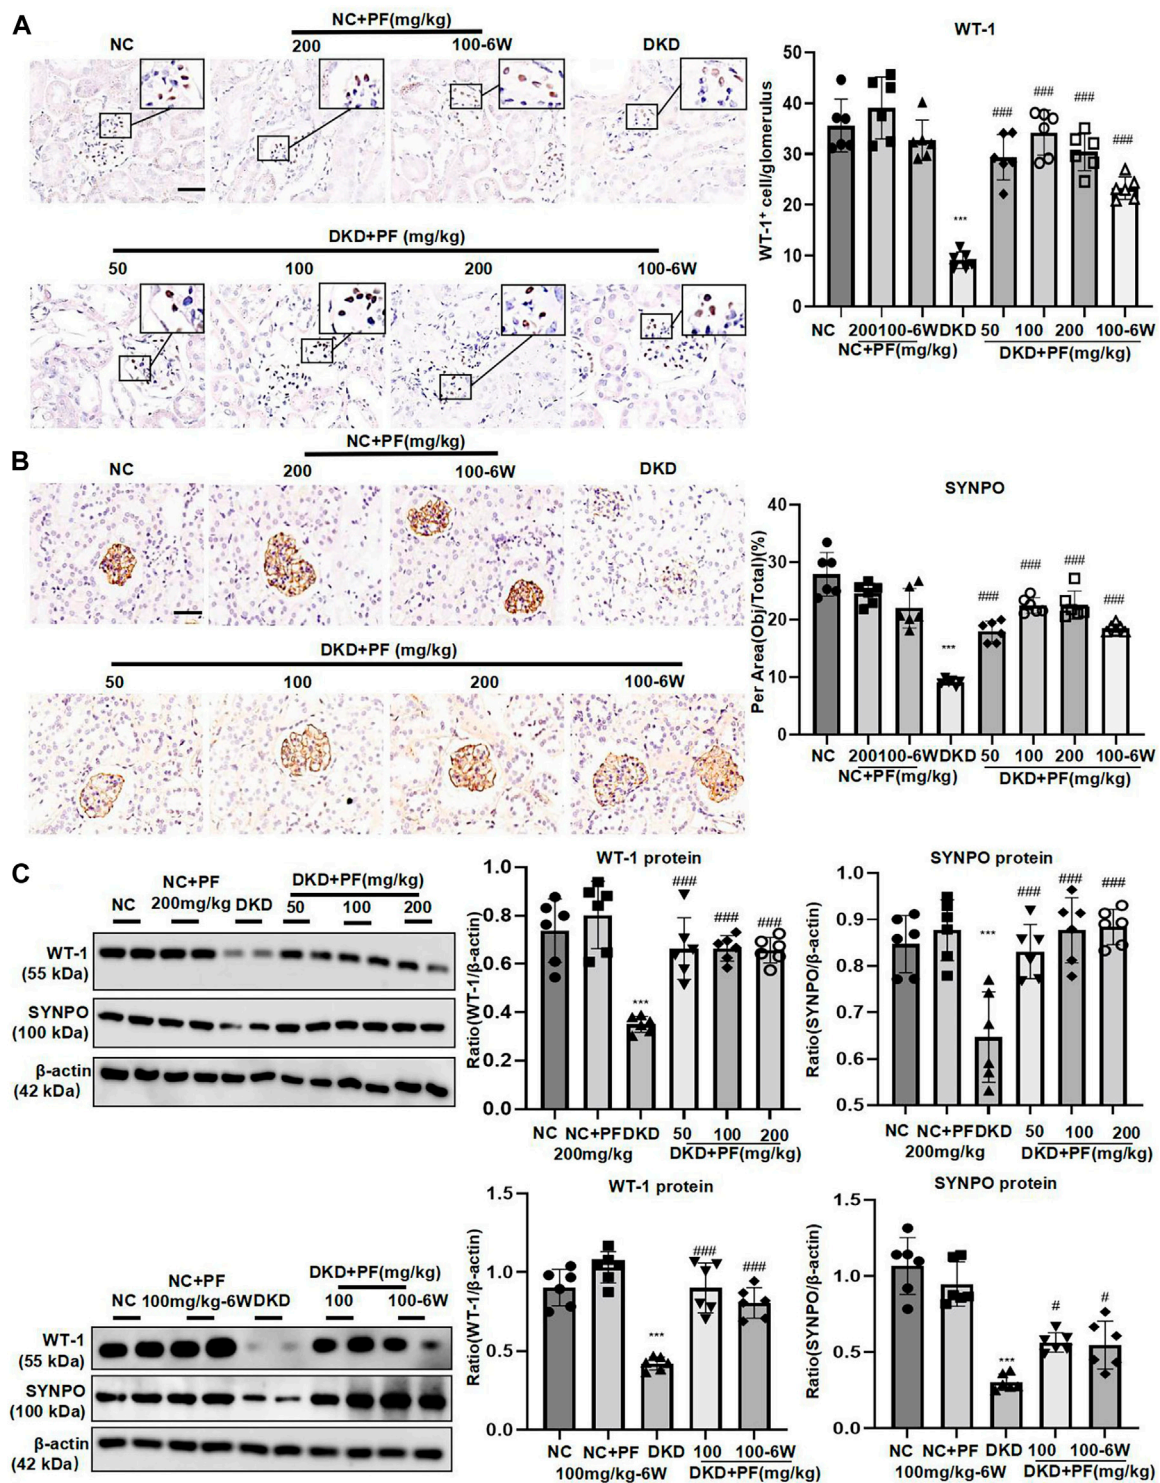 A
NC+PF(mg/kg)
NC
200
100-6W
DKD
DKD+PF (mg/kg)
50
100
200
100-6W
WT-1
WT-1+ cell/glomerulus
50
40
30
20
10
0
***
###
###
###
###
NC
200
100-6W
DKD
50
100
200
100-6W
NC+PF(mg/kg)
DKD+PF(mg/kg)
B
NC+PF(mg/kg)
NC
200
100-6W
DKD
DKD+PF (mg/kg)
50
100
200
100-6W
SYNPO
Per Area(Obj/Total)(%)
40
30
20
10
0
***
###
###
###
###
NC
200
100-6W
DKD
50
100
200
100-6W
NC+PF(mg/kg)
DKD+PF(mg/kg)
C
NC+PF
200mg/kg
DKD+PF(mg/kg)
NC
DKD
50
100
200
WT-1
(55 kDa)
SYNPO
(100 kDa)
β-actin
(42 kDa)
WT-1 protein
Ratio(WT-1/β-actin)
1.0
0.8
0.6
0.4
0.2
0.0
***
###
###
###
NC
NC+PF
200mg/kg
DKD
50
100
200
DKD+PF(mg/kg)
SYNPO protein
Ratio(SYNPO/β-actin)
1.0
0.9
0.8
0.7
0.6
0.5
***
###
###
###
NC
NC+PF
200mg/kg
DKD
50
100
200
DKD+PF(mg/kg)
NC+PF
100mg/kg-6W
DKD+PF(mg/kg)
NC
DKD
100
100-6W
WT-1
(55 kDa)
SYNPO
(100 kDa)
β-actin
(42 kDa)
WT-1 protein
Ratio(WT-1/β-actin)
1.5
1.0
0.5
0.0
***
###
###
NC
NC+PF
100mg/kg-6W
DKD
100
100-6W
DKD+PF(mg/kg)
SYNPO protein
Ratio(SYNPO/β-actin)
1.5
1.0
0.5
0.0
***
#
#
NC
NC+PF
100mg/kg-6W
DKD
100
100-6W
DKD+PF(mg/kg)